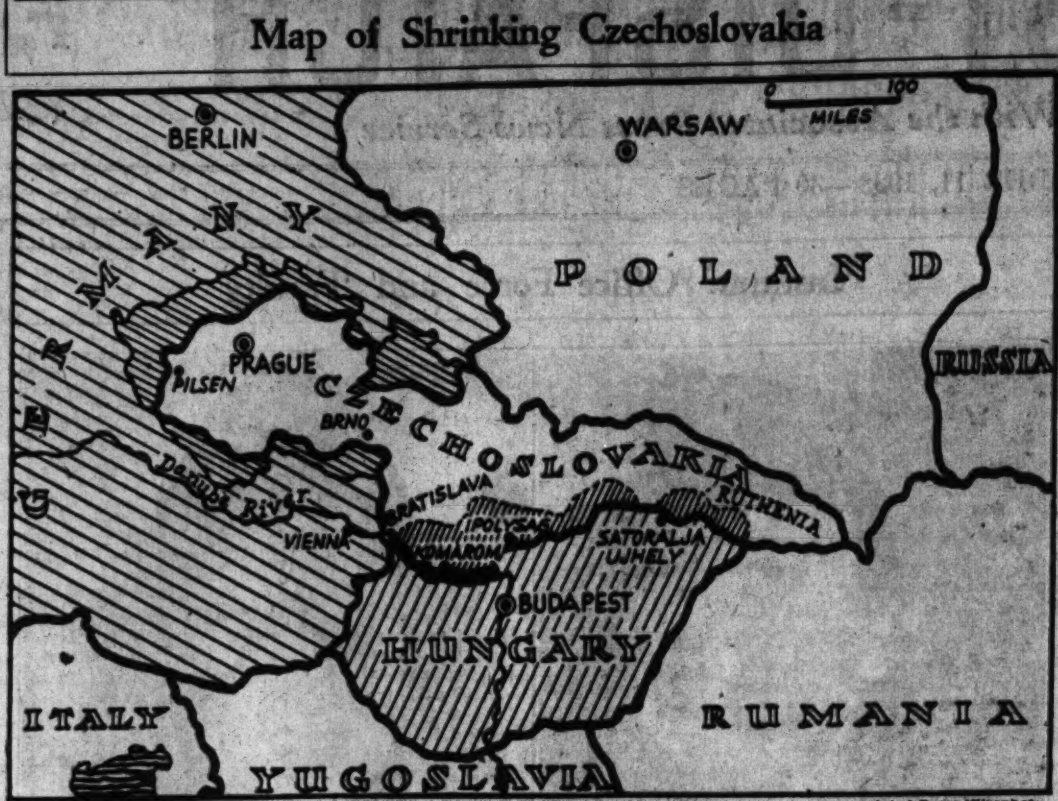 Map of Shrinking Czechoslovakia
0 100
MILES
BERLIN
WARSAW
GERMANY
POLAND
RUSSIA
PRAGUE
PILSEN
CZECHOSLOVAKIA
BRNO
Danube River
BRATISLAVA
RUTHENIA
VIENNA
IPOLYSAG
KOMAROM
SATORALJA
UJHELY
BUDAPEST
HUNGARY
ITALY
RUMANIA
YUGOSLAVIA